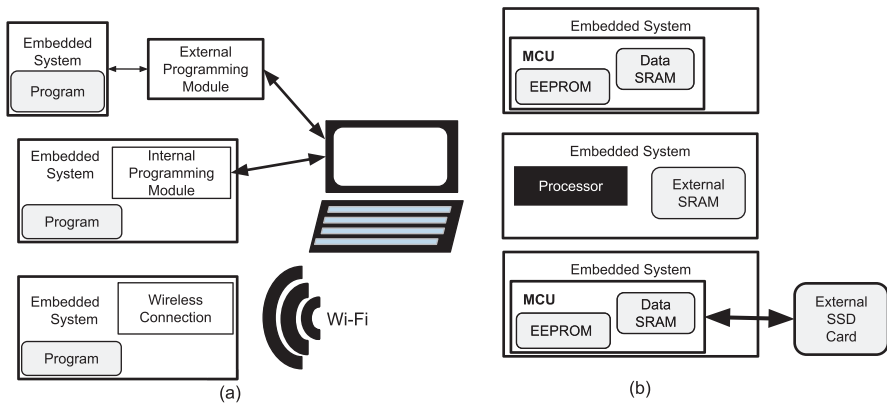 Embedded
System
Program
External
Programming
Module
Embedded
System
Internal
Programming
Module
Program
Embedded
System
Wireless
Connection
Program
Wi-Fi
(a)
Embedded System
MCU
EEPROM
Data
SRAM
Embedded System
Processor
External
SRAM
Embedded System
MCU
EEPROM
Data
SRAM
External
SSD
Card
(b)